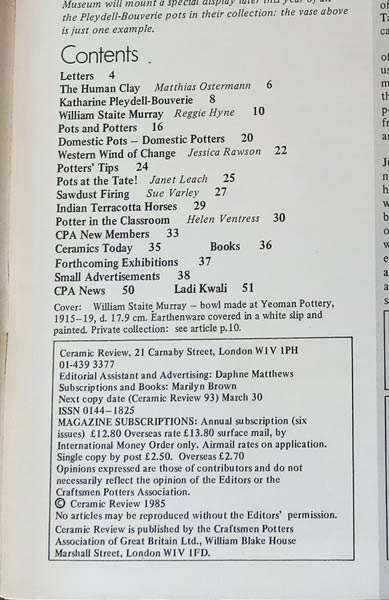 Museum will mount a special display later this year of all
the Pleydell-Bouverie pots in their collection: the vase above
is just one example.
Contents
Letters 4
The Human Clay Matthias Ostermann 6
Katharine Pleydell-Bouverie 8
William Staite Murray Reggie Hyne 10
Pots and Potters 16
Domestic Pots – Domestic Potters 20
Western Wind of Change Jessica Rawson 22
Potters' Tips 24
Pots at the Tate! Janet Leach 25
Sawdust Firing Sue Varley 27
Indian Terracotta Horses 29
Potter in the Classroom Helen Ventress 30
CPA New Members 33
Ceramics Today 35 Books 36
Forthcoming Exhibitions 37
Small Advertisements 38
CPA News 50 Ladi Kwali 51
Cover: William Staite Murray – bowl made at Yeoman Pottery,
1915–19, d. 17.9 cm. Earthenware covered in a white slip and
painted. Private collection: see article p.10.
Ceramic Review, 21 Carnaby Street, London W1V 1PH
01-439 3377
Editorial Assistant and Advertising: Daphne Matthews
Subscriptions and Books: Marilyn Brown
Next copy date (Ceramic Review 93) March 30
ISSN 0144–1825
MAGAZINE SUBSCRIPTIONS: Annual subscription (six
issues) £12.80 Overseas rate £13.80 surface mail, by
International Money Order only. Airmail rates on application.
Single copy by post £2.50. Overseas £2.70
Opinions expressed are those of contributors and do not
necessarily reflect the opinion of the Editors or the
Craftsmen Potters Association.
© Ceramic Review 1985
No articles may be reproduced without the Editors' permission.
Ceramic Review is published by the Craftsmen Potters
Association of Great Britain Ltd., William Blake House
Marshall Street, London W1V 1FD.